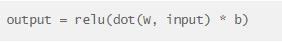 output = relu(dot(W, input) * b)